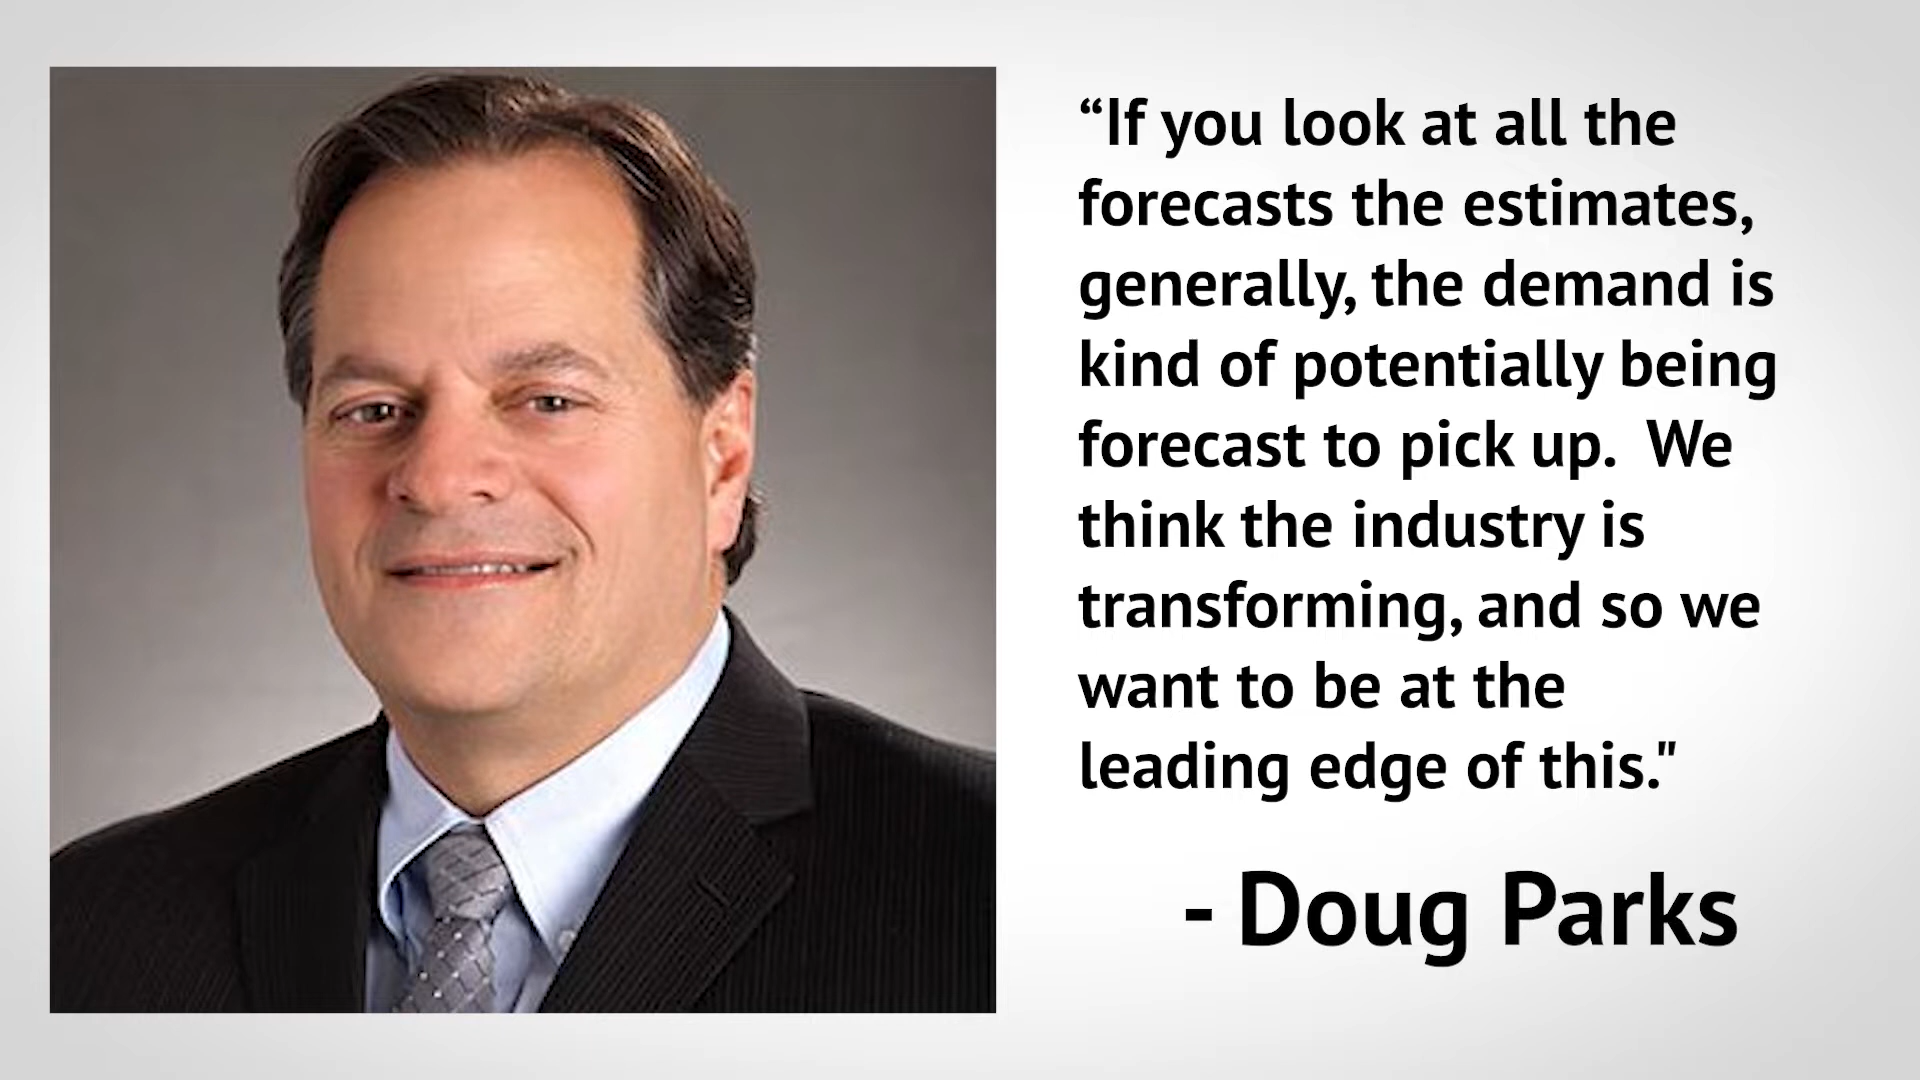 “If you look at all the
forecasts the estimates,
generally, the demand is
kind of potentially being
forecast to pick up.  We
think the industry is
transforming, and so we
want to be at the
leading edge of this."
- Doug Parks